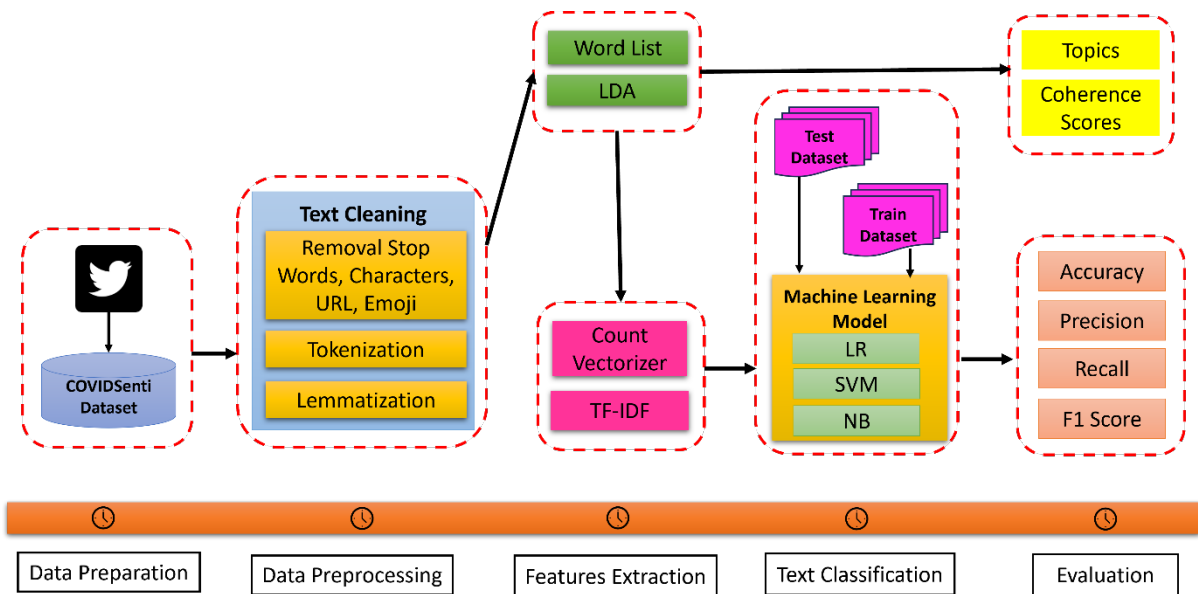 COVIDSenti
Dataset
Text Cleaning
Removal Stop
Words, Characters,
URL, Emoji
Tokenization
Lemmatization
Word List
LDA
Count
Vectorizer
TF-IDF
Test
Dataset
Train
Dataset
Machine Learning
Model
LR
SVM
NB
Topics
Coherence
Scores
Accuracy
Precision
Recall
F1 Score
Data Preparation
Data Preprocessing
Features Extraction
Text Classification
Evaluation